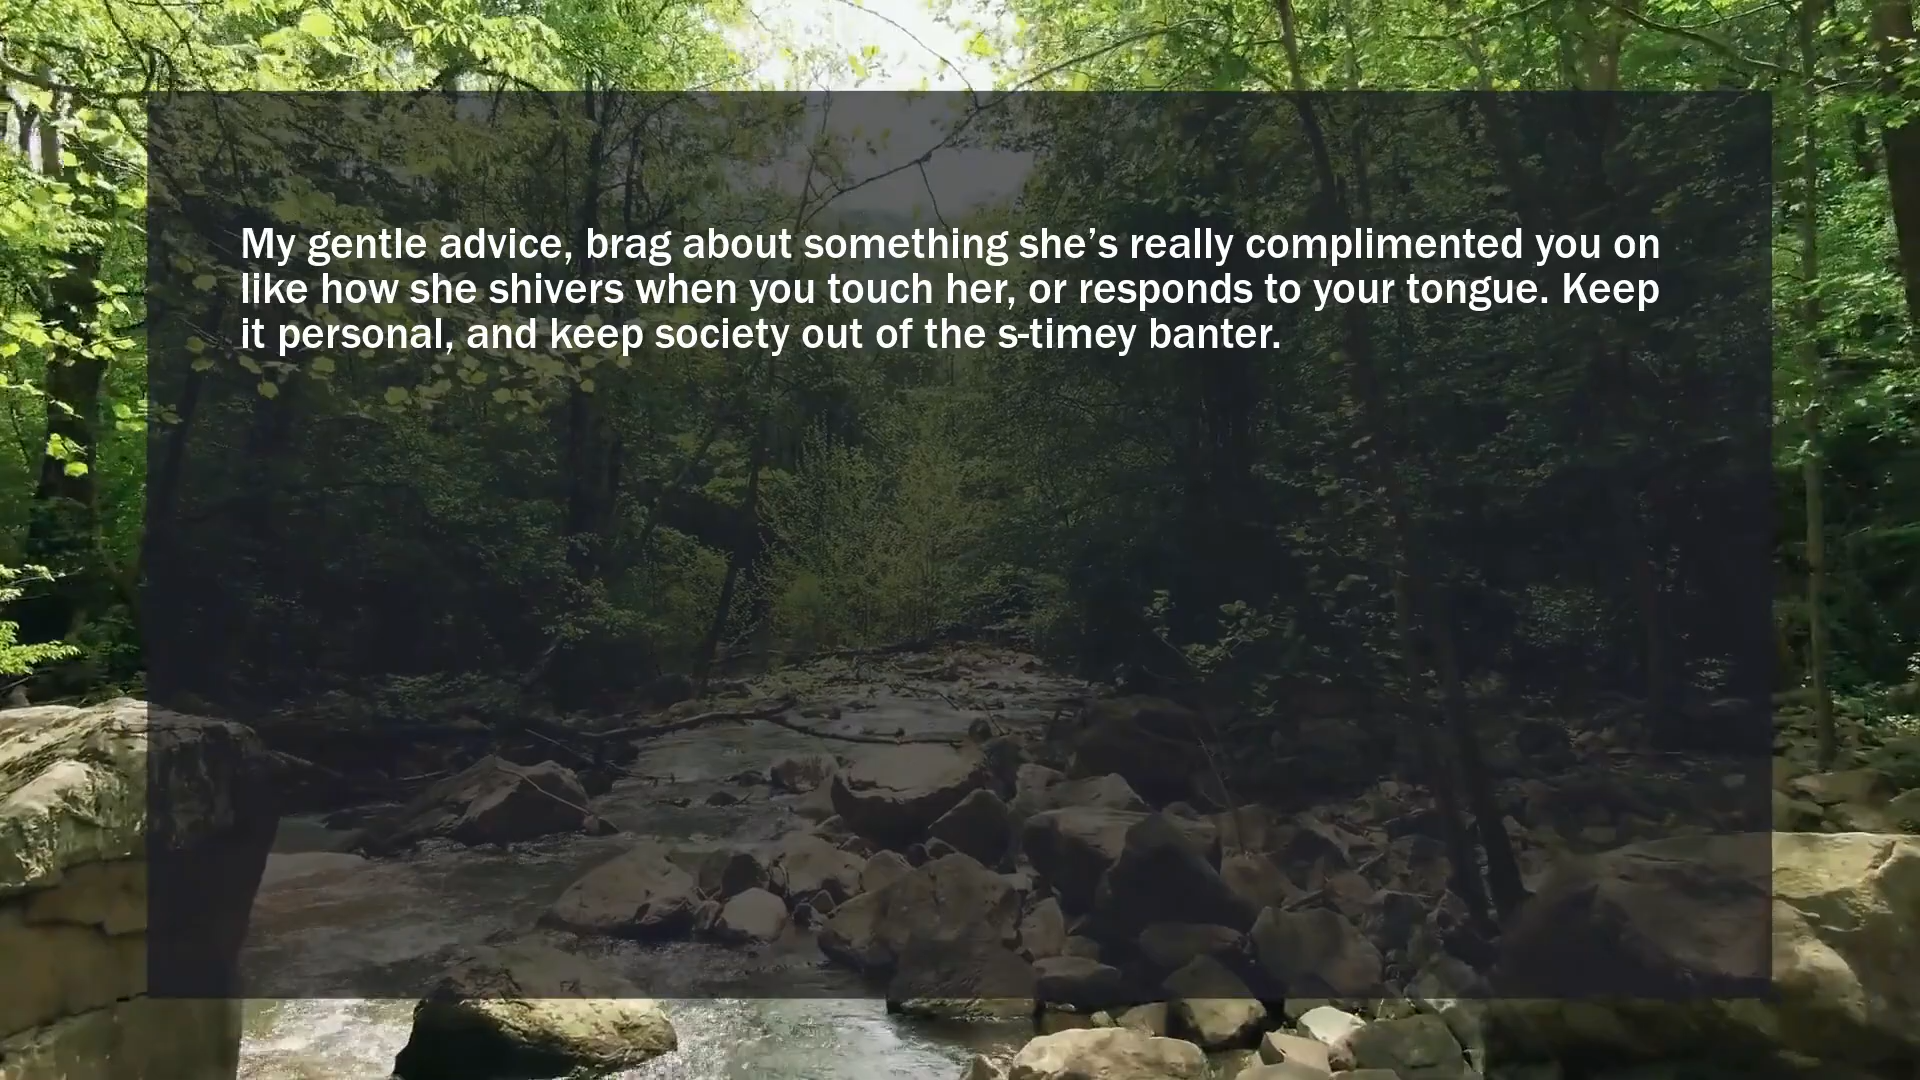 My gentle advice, brag about something she’s really complimented you on
like how she shivers when you touch her, or responds to your tongue. Keep
it personal, and keep society out of the s-timey banter.